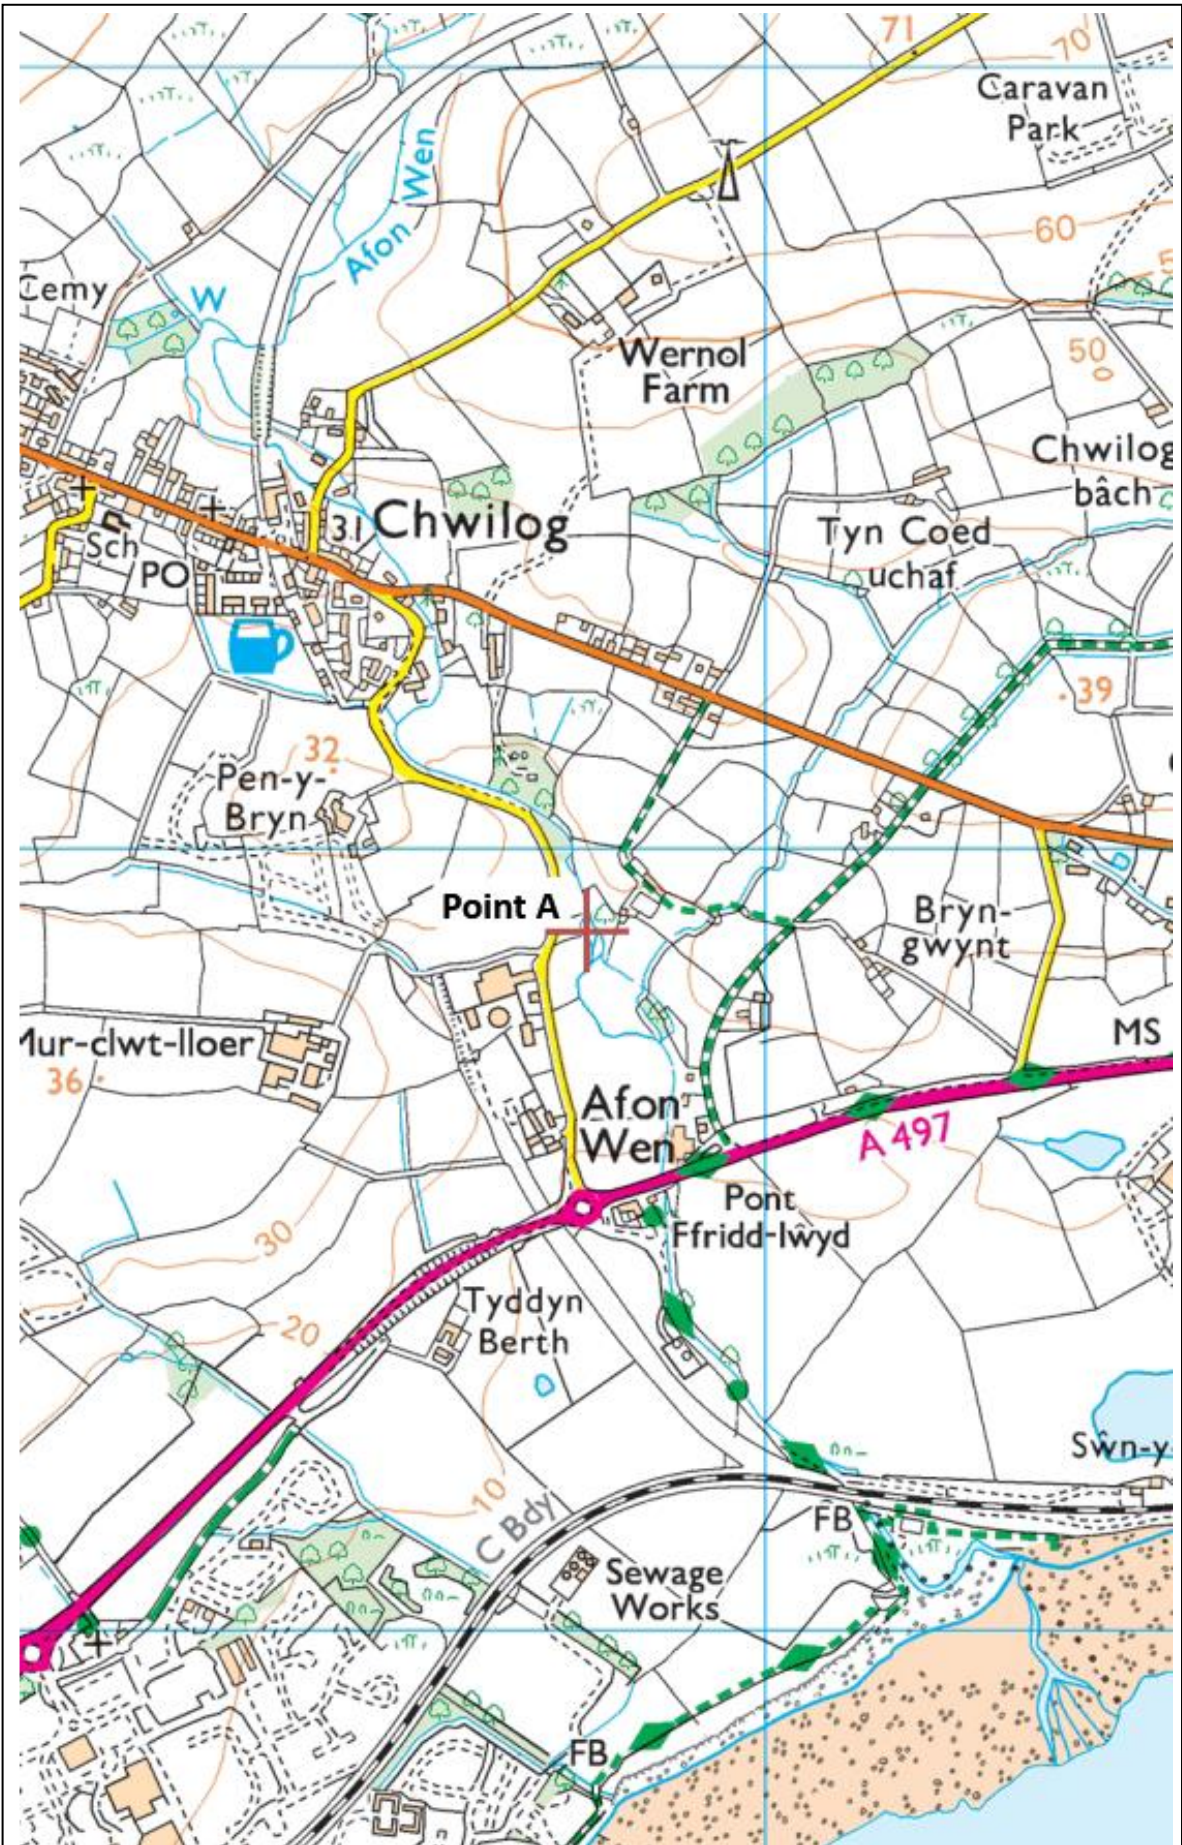 71
70
Caravan
Park
Afon Wen
60
5
Cemy
W
50
Wernol
Farm
Chwilog
bâch
31
Chwilog
Sch
PO
Tyn Coed
uchaf
39
32
Pen-y-
Bryn
Point A
Bryn-
gwynt
Mur-clwt-lloer
36
MS
Afon
Wen
A 497
Pont
Ffridd-lŵyd
30
20
Tyddyn
Berth
10
C Bdy
Sŵn-y
FB
Sewage
Works
FB